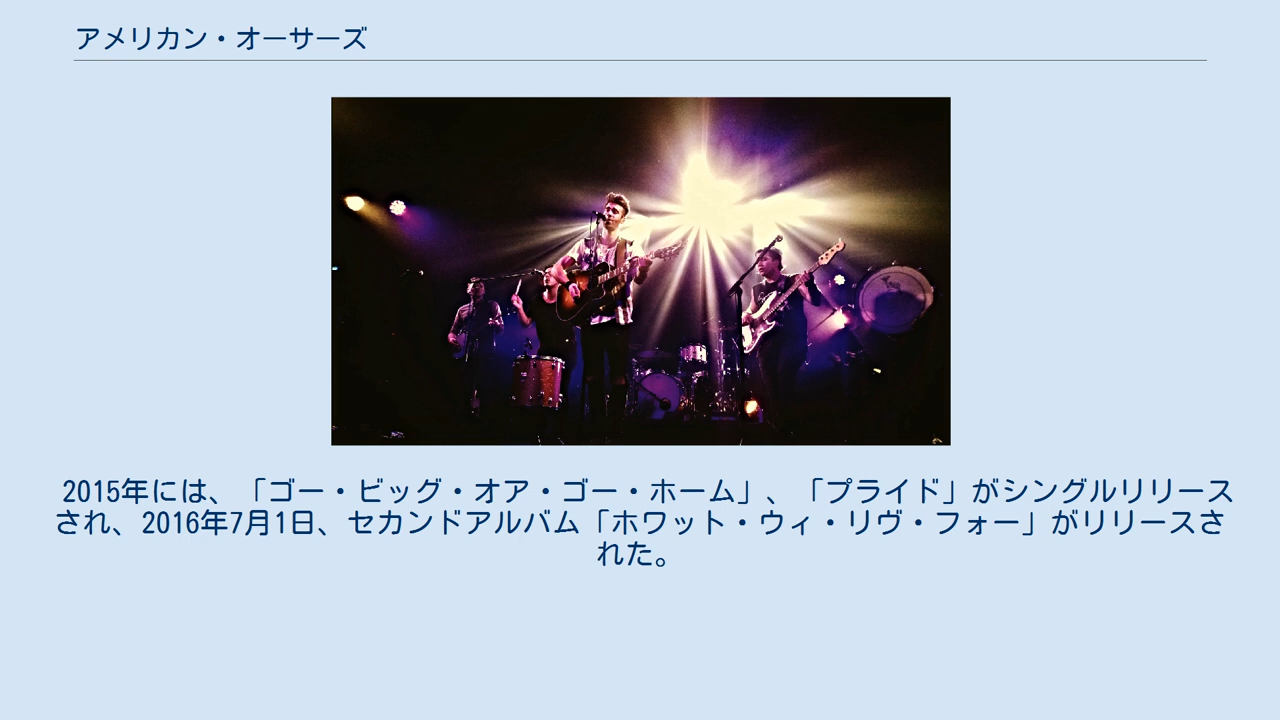 アメリカン・オーサーズ
2015年には、「ゴー・ビッグ・オア・ゴー・ホーム」、「プライド」がシングルリリース
され、2016年7月1日、セカンドアルバム「ホワット・ウィ・リヴ・フォー」がリリースさ
れた。